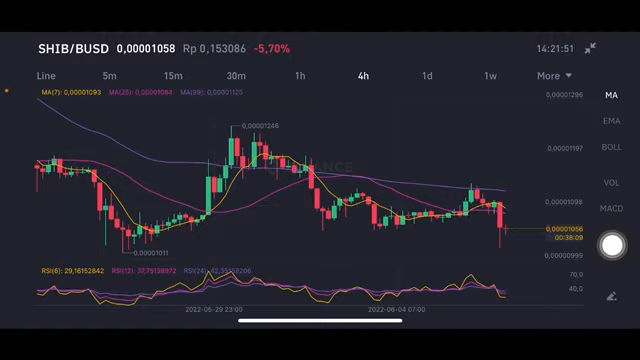 SHIB/BUSD 0,00001058 Rp 0,153086 -5,70% 14:21:51
Line 5m 15m 30m 1h 4h 1d 1w More
MA(7): 0,00001093 MA(25): 0,00001084 MA(99): 0,00001125
0,00001296
MA
EMA
0,00001246
BOLL
0,00001197
BINANCE
VOL
0,00001098
MACD
0,00001056
00:38:09
0,00001011
0,00000999
RSI(6): 29,16152842 RSI(12): 37,75138972 RSI(24): 42,35158206
70,0
40,0
2022-05-29 23:00 2022-06-04 07:00